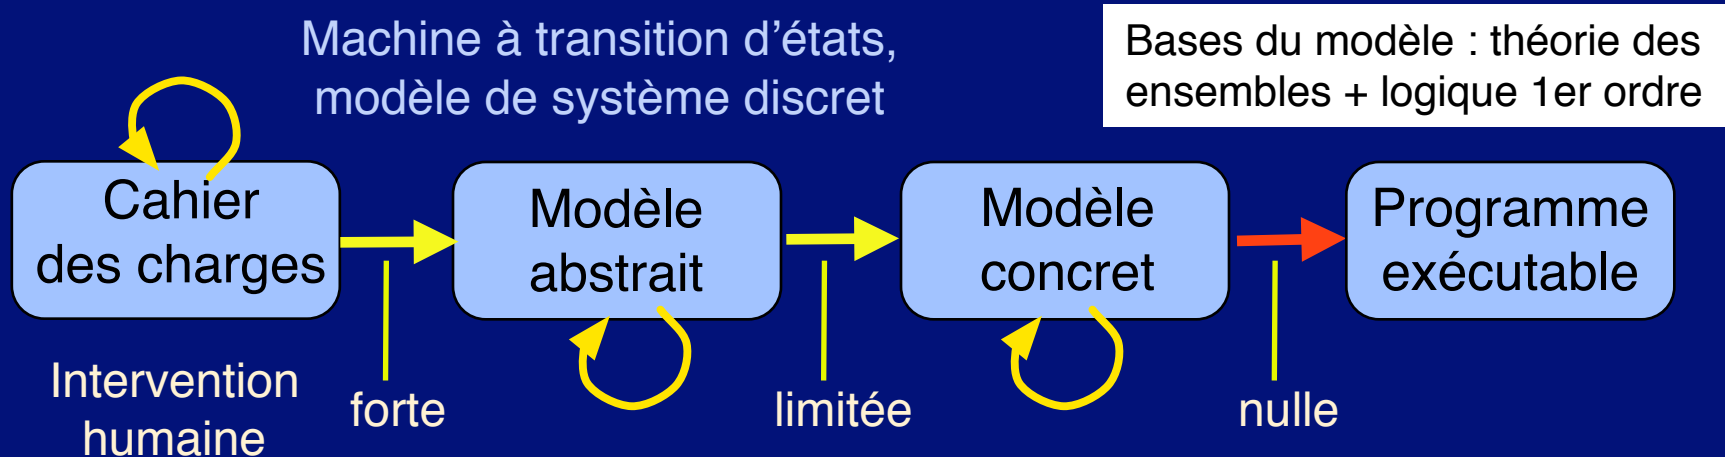 Machine à transition d’états,
modèle de système discret
Bases du modèle : théorie des
ensembles + logique 1er ordre
Cahier
des charges
Modèle
abstrait
Modèle
concret
Programme
exécutable
Intervention
humaine
forte
limitée
nulle